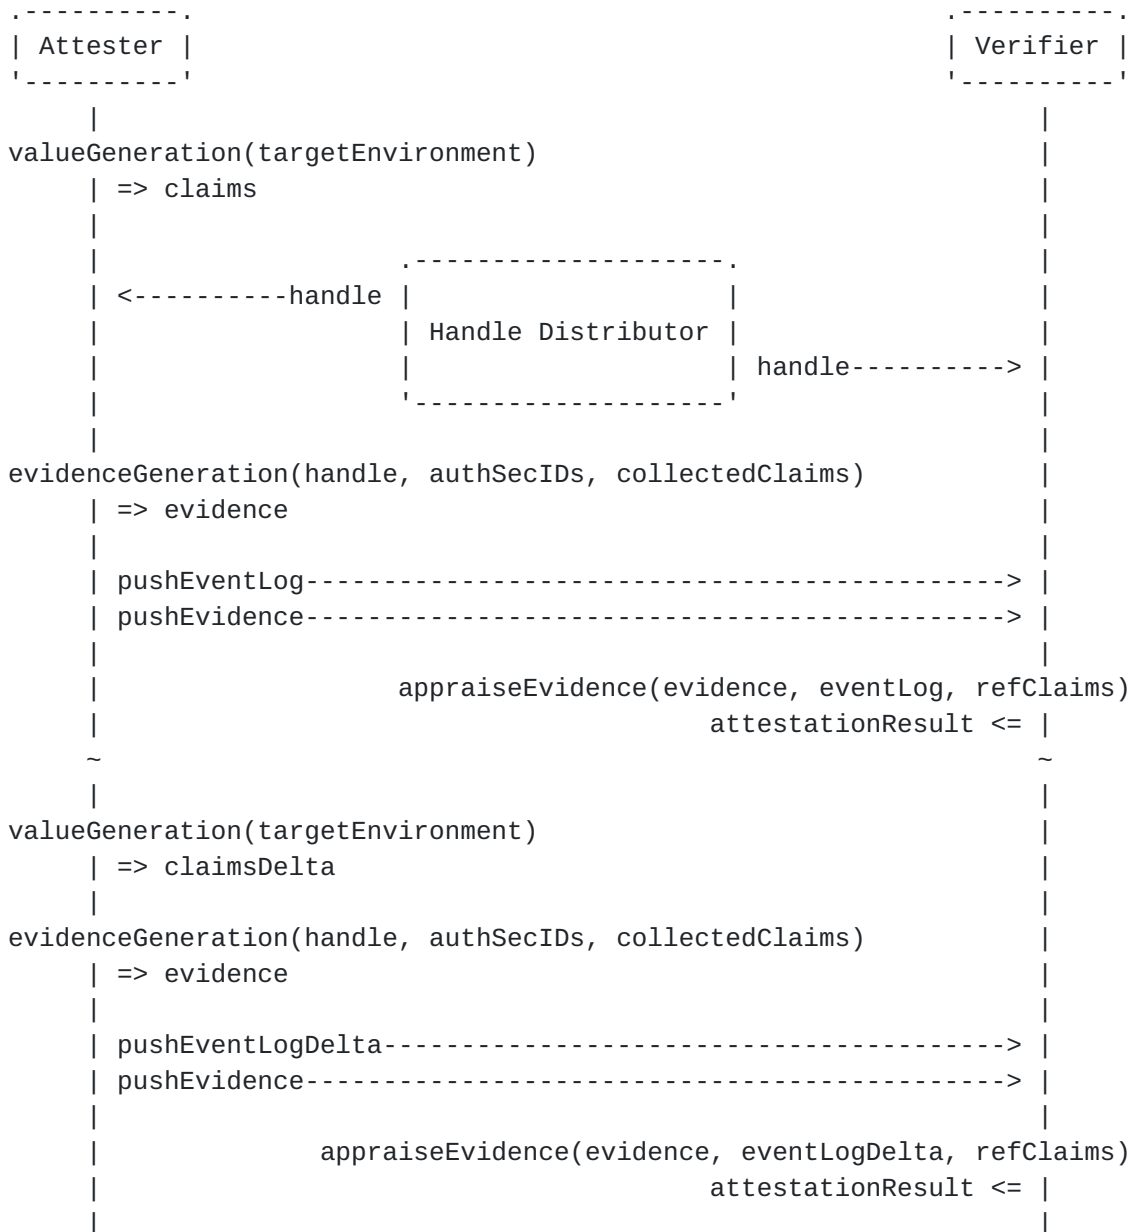 .----------.                                                .----------.
| Attester |                                                | Verifier |
'----------'                                                '----------'
     |                                                            |
valueGeneration(targetEnvironment)                                |
     | => claims                                                  |
     |                                                            |
     |                   .--------------------.                   |
     | <----------handle |                    |                   |
     |                   | Handle Distributor |                   |
     |                   |                    | handle----------> |
     |                   '--------------------'                   |
     |                                                            |
evidenceGeneration(handle, authSecIDs, collectedClaims)           |
     | => evidence                                                |
     |                                                            |
     | pushEventLog---------------------------------------------> |
     | pushEvidence---------------------------------------------> |
     |                                                            |
     |                   appraiseEvidence(evidence, eventLog, refClaims)
     |                                       attestationResult <= |
     ~                                                            ~
     |                                                            |
valueGeneration(targetEnvironment)                                |
     | => claimsDelta                                             |
     |                                                            |
evidenceGeneration(handle, authSecIDs, collectedClaims)           |
     | => evidence                                                |
     |                                                            |
     | pushEventLogDelta----------------------------------------> |
     | pushEvidence---------------------------------------------> |
     |                                                            |
     |              appraiseEvidence(evidence, eventLogDelta, refClaims)
     |                                       attestationResult <= |
     |                                                            |